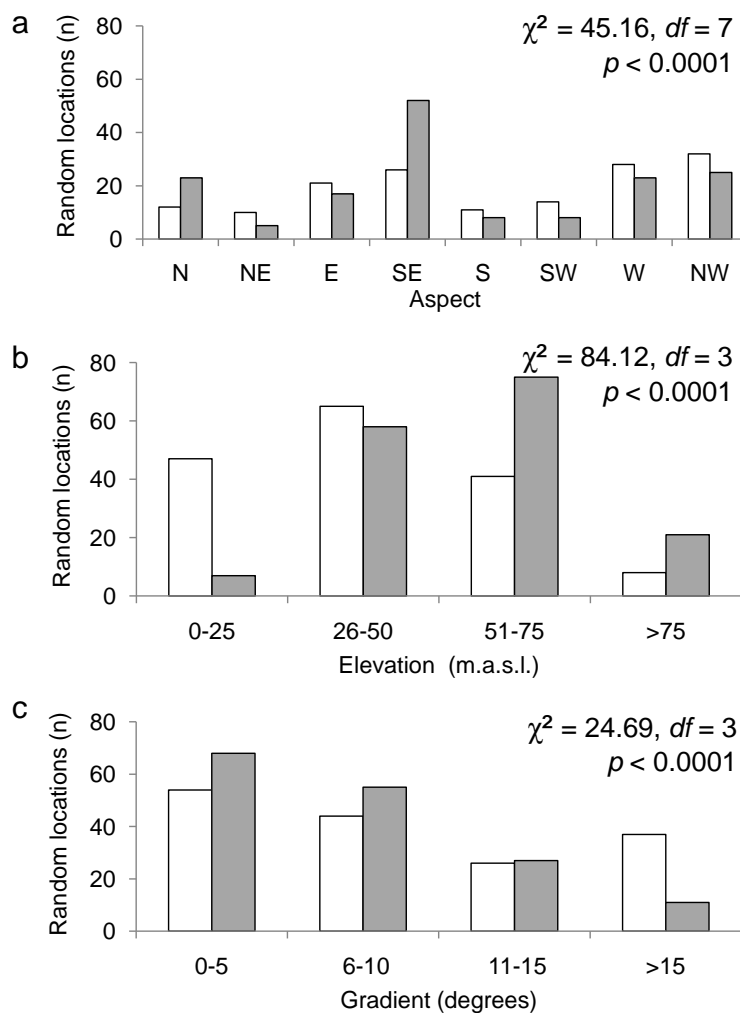 a
χ² = 45.16, df = 7
p < 0.0001
Random locations (n)
80
60
40
20
0
N NE E SE S SW W NW
Aspect
b
χ² = 84.12, df = 3
p < 0.0001
Random locations (n)
80
60
40
20
0
0-25 26-50 51-75 >75
Elevation (m.a.s.l.)
c
χ² = 24.69, df = 3
p < 0.0001
Random locations (n)
80
60
40
20
0
0-5 6-10 11-15 >15
Gradient (degrees)